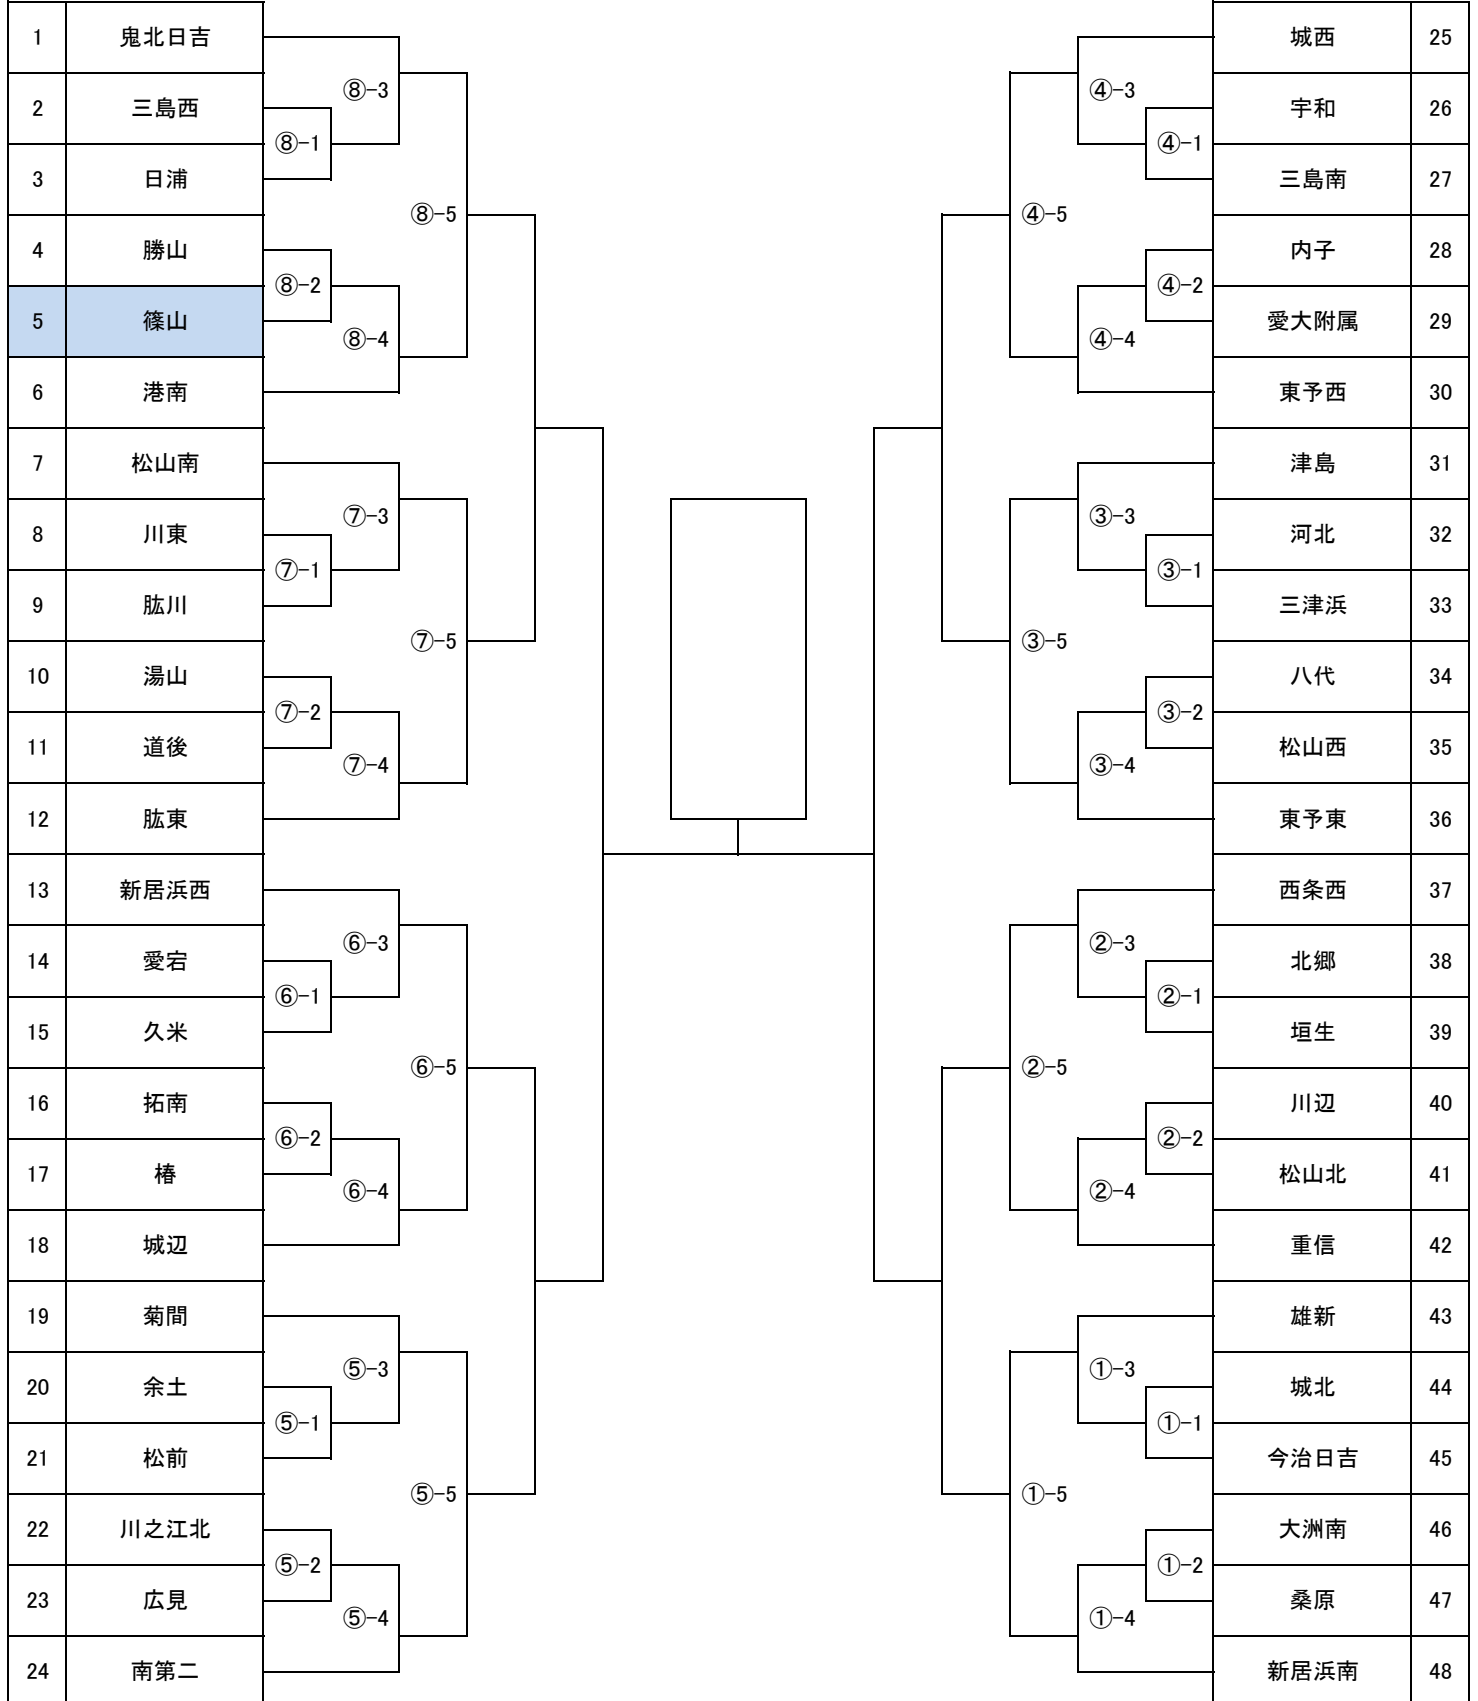 1 鬼北日吉
2 三島西
3 日浦
4 勝山
5 篠山
6 港南
7 松山南
8 川東
9 肱川
10 湯山
11 道後
12 肱東
13 新居浜西
14 愛宕
15 久米
16 拓南
17 椿
18 城辺
19 菊間
20 余土
21 松前
22 川之江北
23 広見
24 南第二
⑧-3
⑧-1
⑧-5
⑧-2
⑧-4
⑦-3
⑦-1
⑦-5
⑦-2
⑦-4
⑥-3
⑥-1
⑥-5
⑥-2
⑥-4
⑤-3
⑤-1
⑤-5
⑤-2
⑤-4
④-3
④-1
④-5
④-2
④-4
③-3
③-1
③-5
③-2
③-4
②-3
②-1
②-5
②-2
②-4
①-3
①-1
①-5
①-2
①-4
城西 25
宇和 26
三島南 27
内子 28
愛大附属 29
東予西 30
津島 31
河北 32
三津浜 33
八代 34
松山西 35
東予東 36
西条西 37
北郷 38
垣生 39
川辺 40
松山北 41
重信 42
雄新 43
城北 44
今治日吉 45
大洲南 46
桑原 47
新居浜南 48